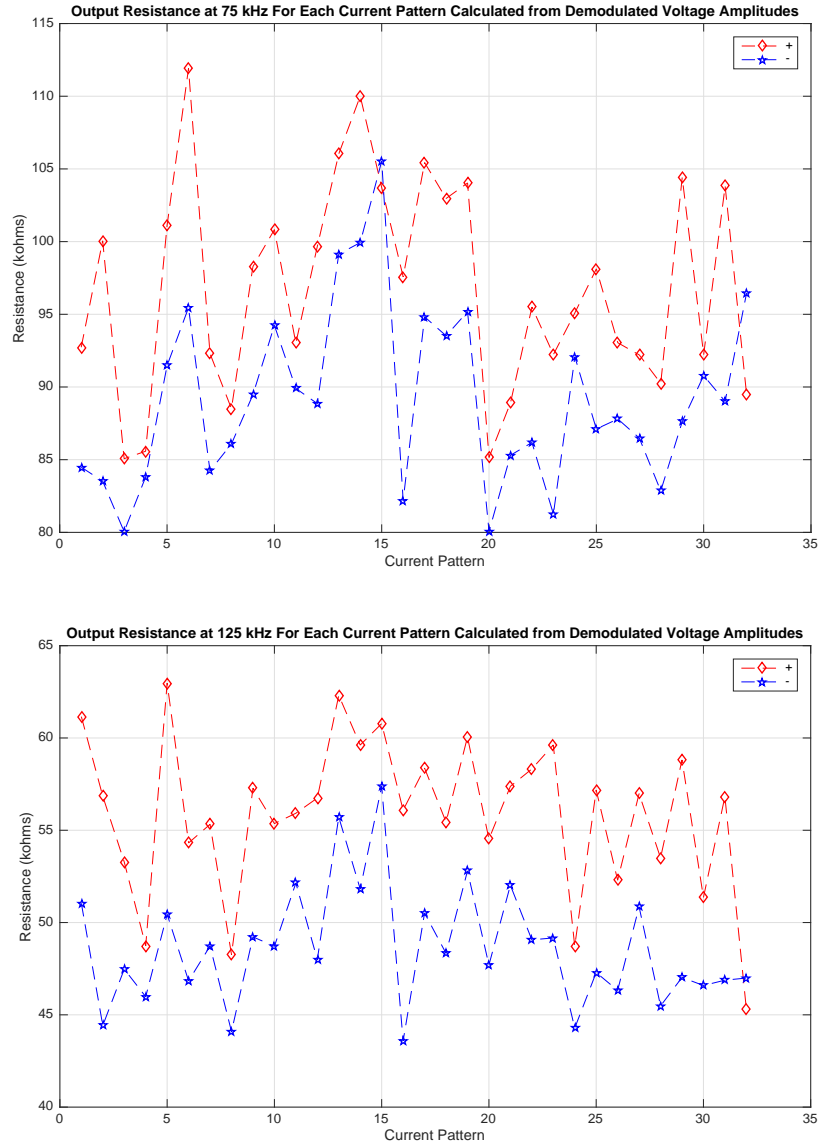 Output Resistance at 75 kHz For Each Current Pattern Calculated from Demodulated Voltage Amplitudes
115
110
105
100
95
90
85
80
Resistance (kohms)
0 5 10 15 20 25 30 35
Current Pattern
+
-
Output Resistance at 125 kHz For Each Current Pattern Calculated from Demodulated Voltage Amplitudes
65
60
55
50
45
40
Resistance (kohms)
0 5 10 15 20 25 30 35
Current Pattern
+
-